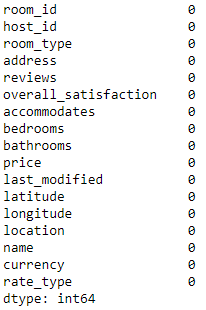 room_id 0
host_id 0
room_type 0
address 0
reviews 0
overall_satisfaction 0
accommodates 0
bedrooms 0
bathrooms 0
price 0
last_modified 0
latitude 0
longitude 0
location 0
name 0
currency 0
rate_type 0
dtype: int64